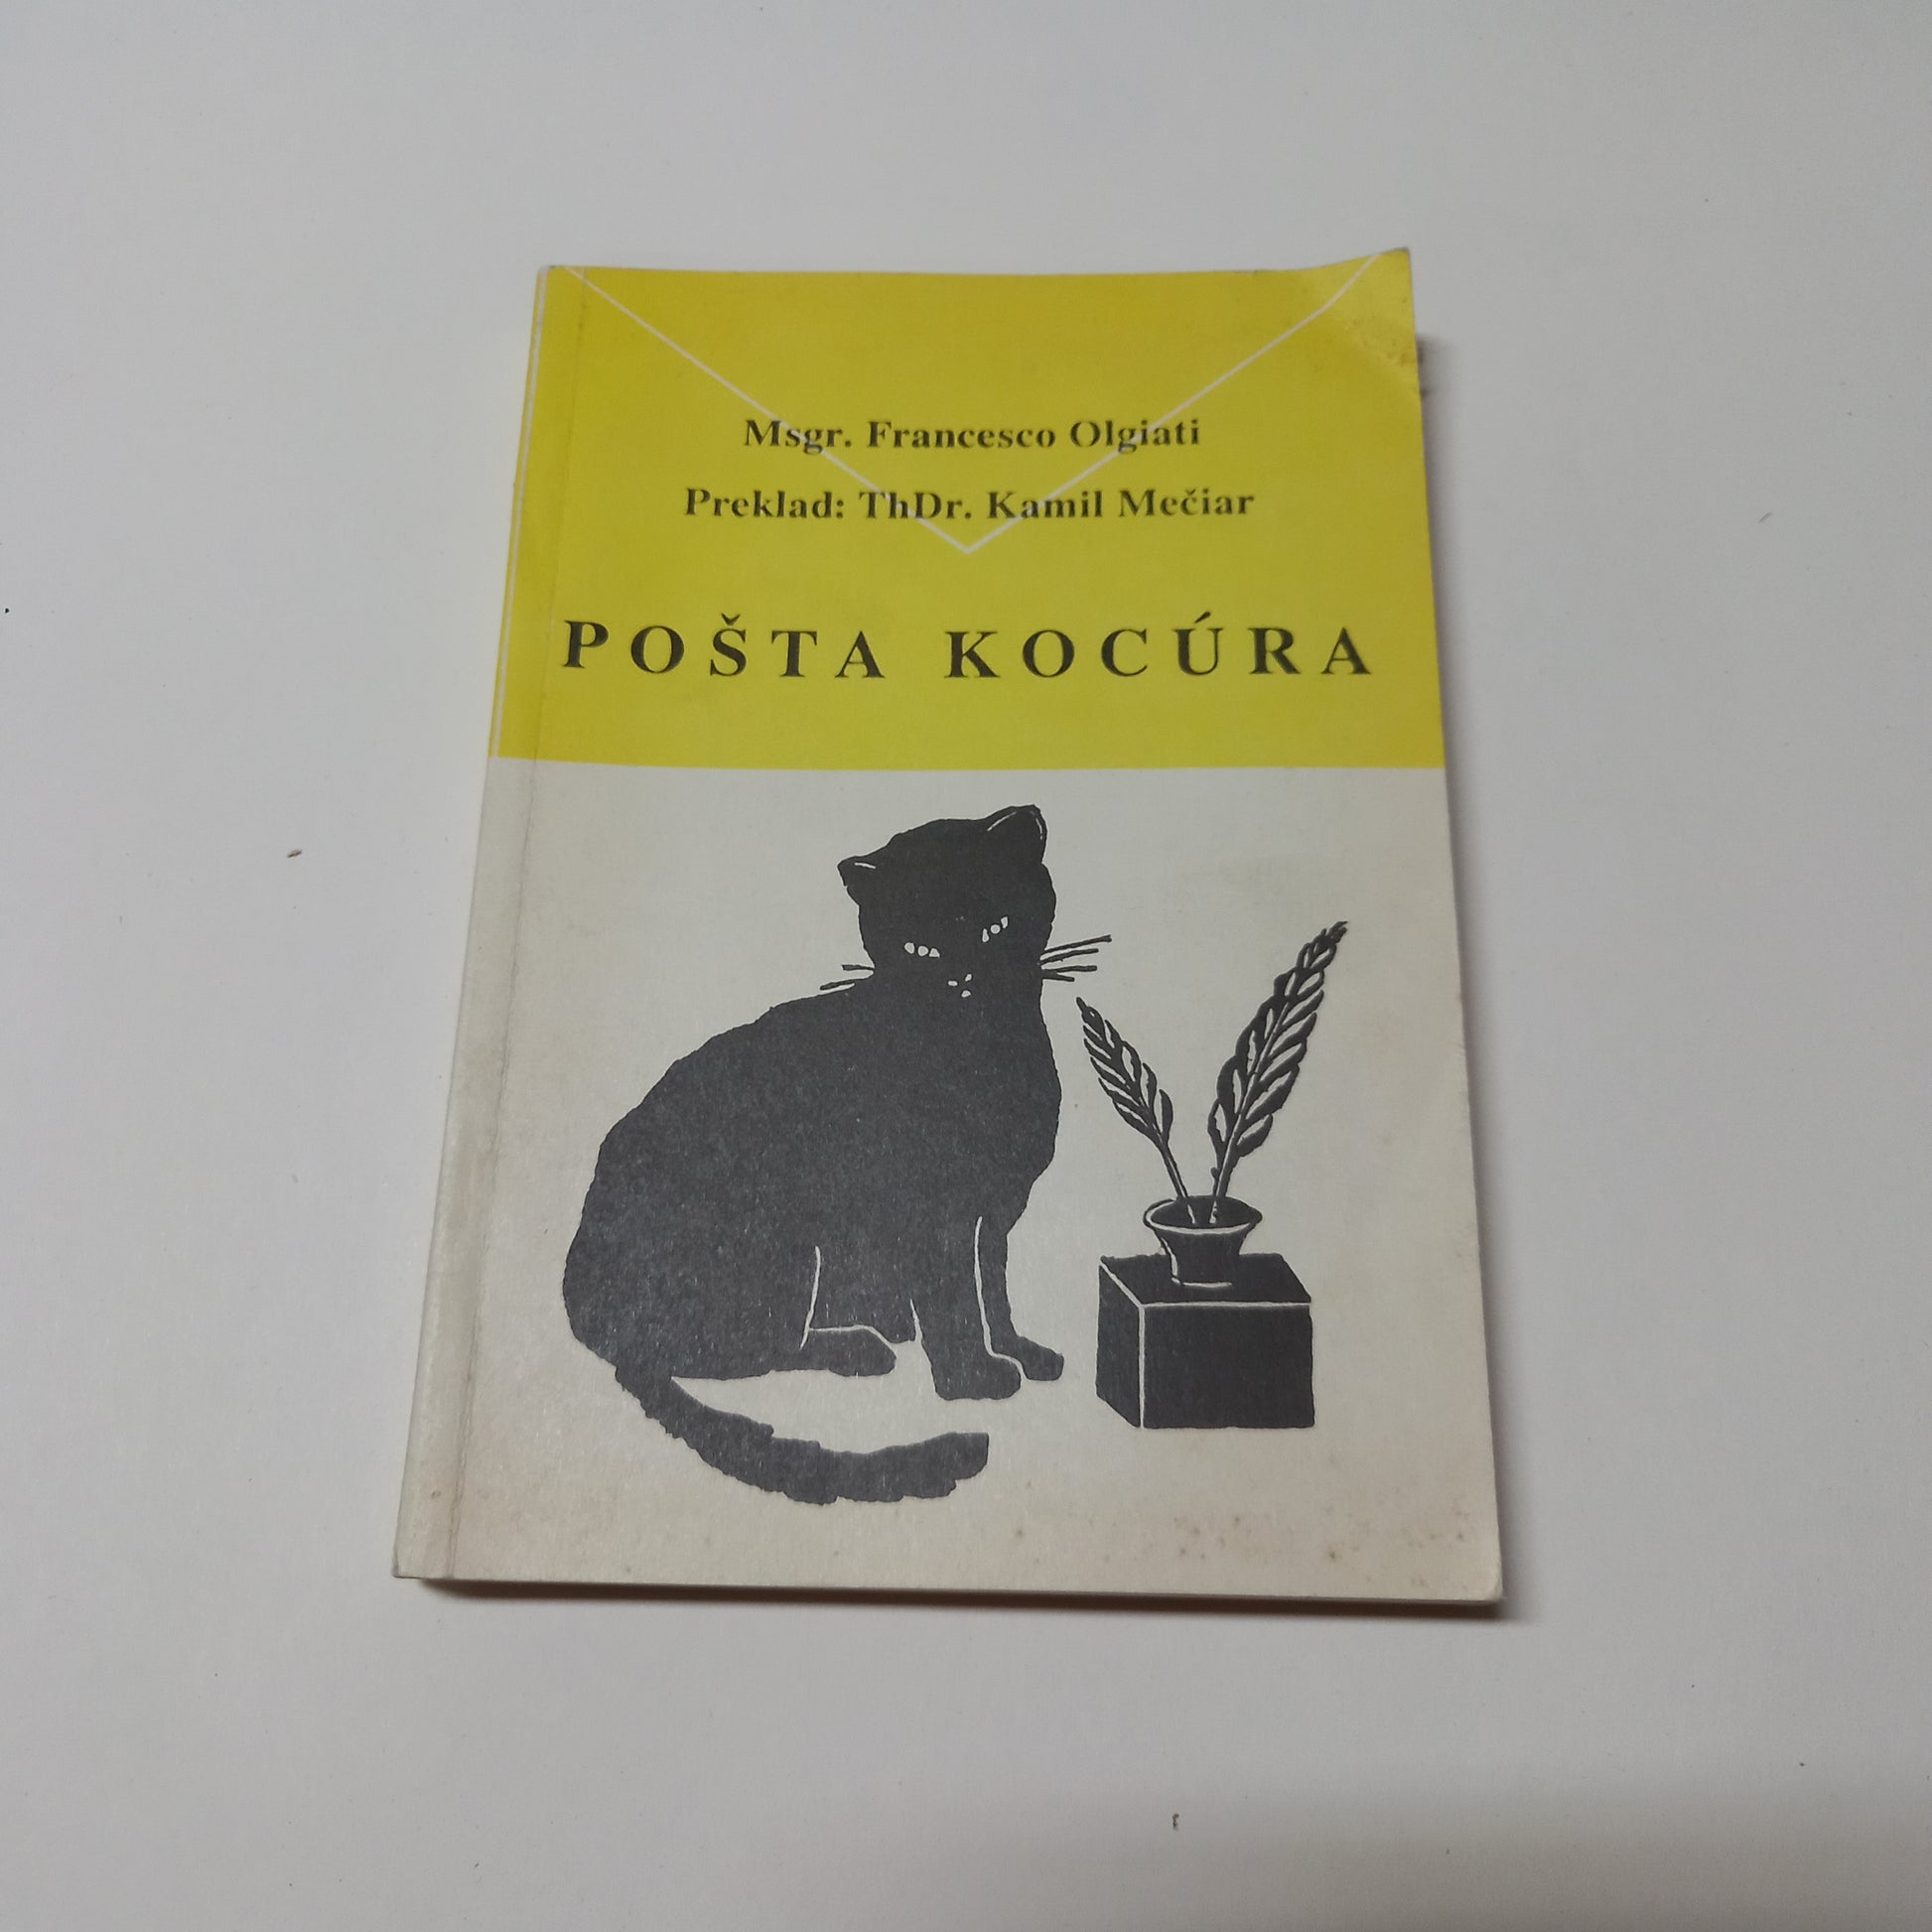 Msgr. Francesco Olgiati
Preklad: ThDr. Kamil Mečiar
POŠTA KOCÚRA